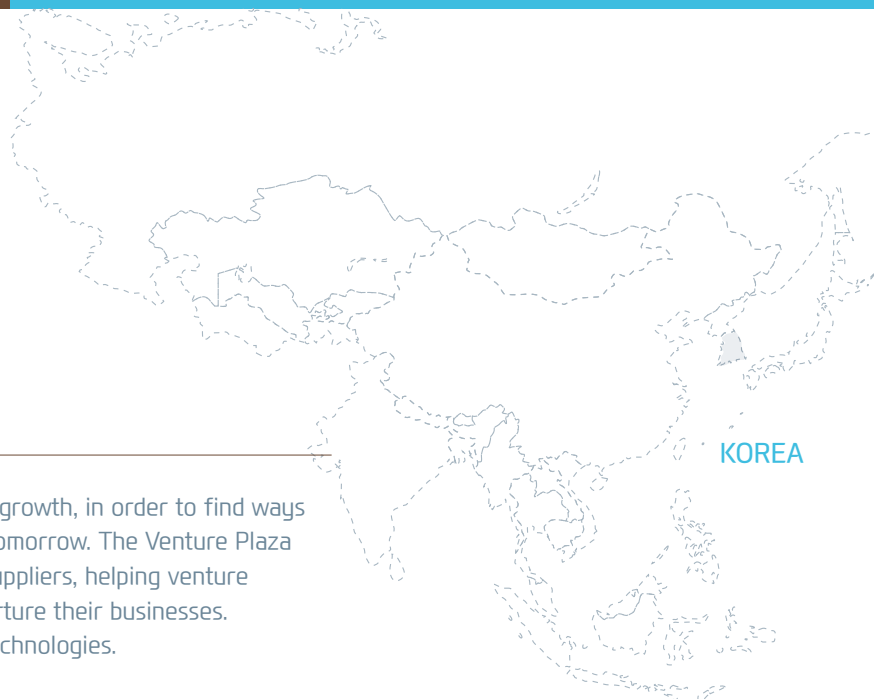 KOREA
growth, in order to find ways
omorrow. The Venture Plaza
uppliers, helping venture
rture their businesses.
chnologies.